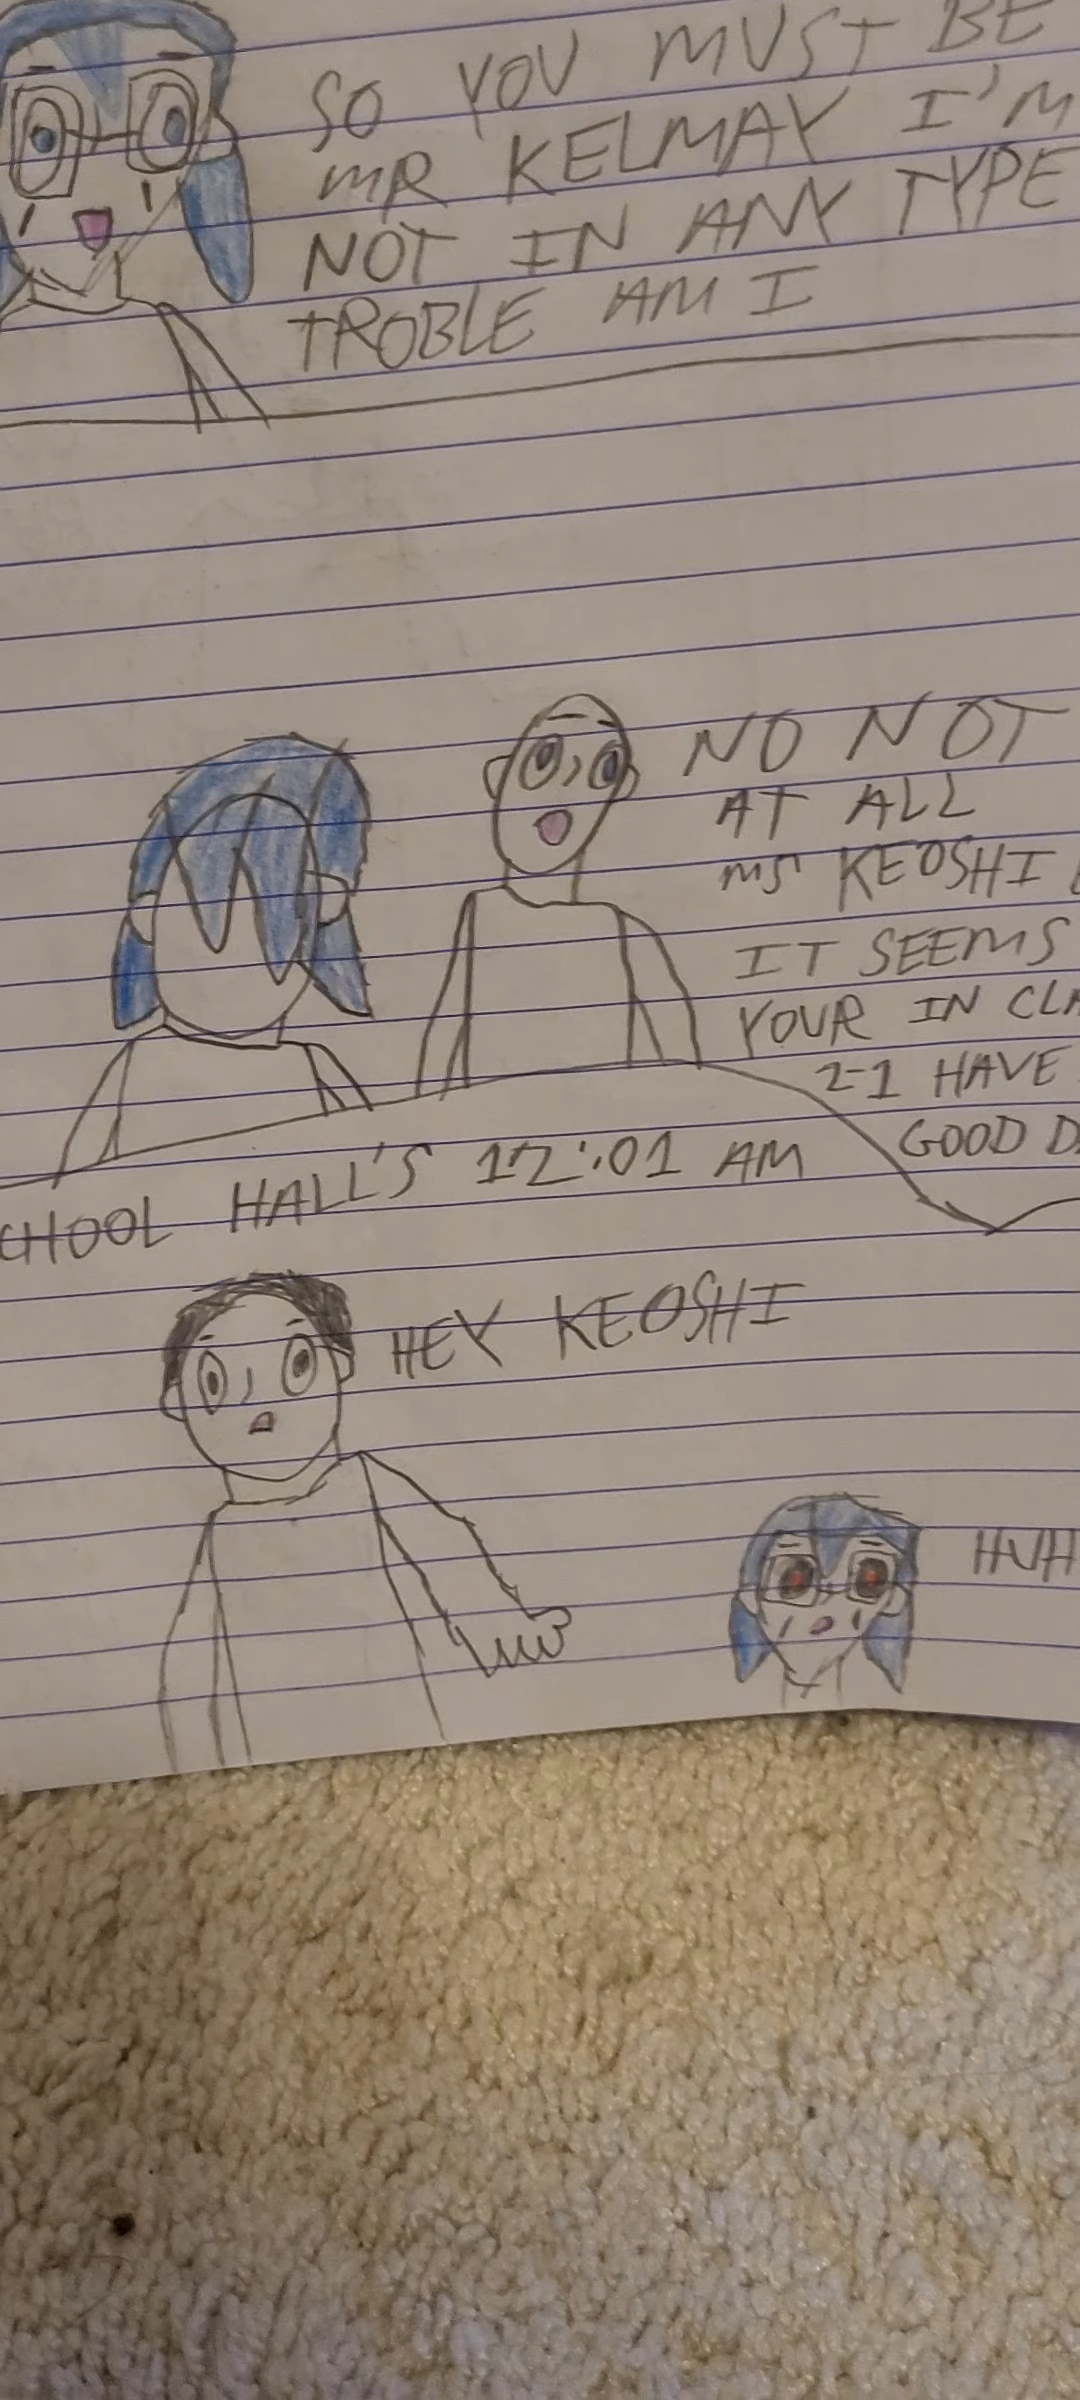 SO YOU MUST BE
MR KELMAY I'M
NOT IN ANY TYPE
TROBLE AM I
NO NOT
AT ALL
MS KEOSHI
IT SEEMS
YOUR IN
2-1 HAVE
GOOD
HALL'S 12:01 AM
HEY KEOSHI
HUH